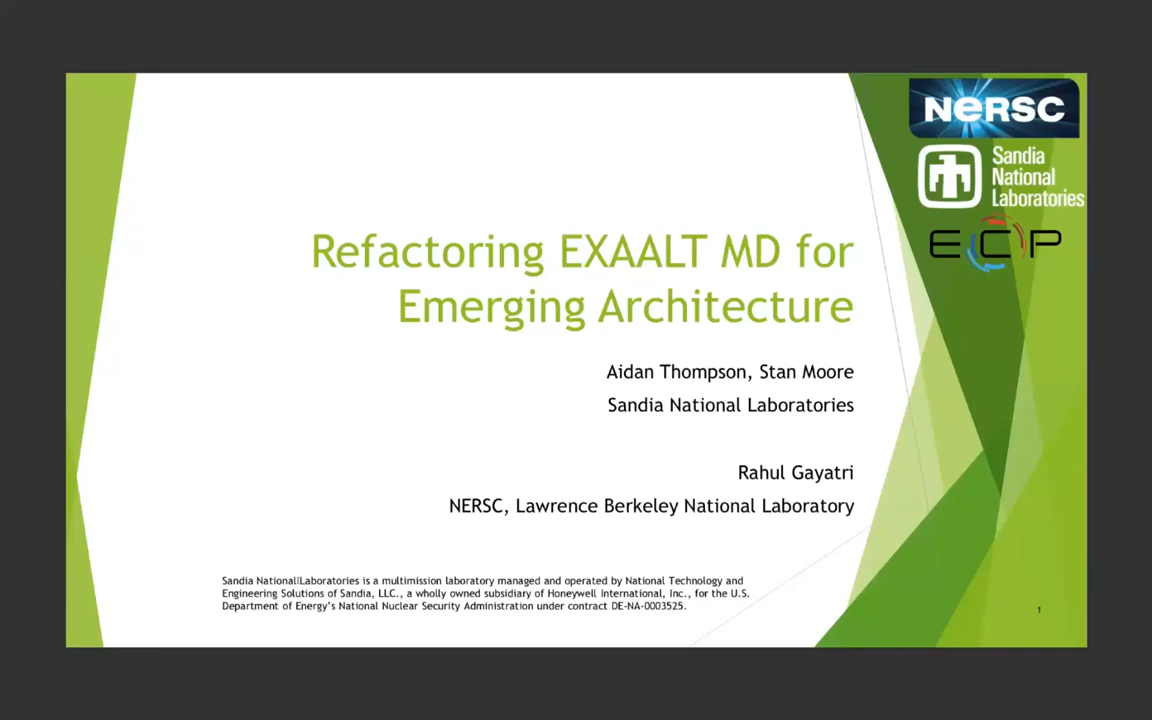 NERSC
Sandia
National
Laboratories
ECP
Refactoring EXAALT MD for
Emerging Architecture
Aidan Thompson, Stan Moore
Sandia National Laboratories
Rahul Gayatri
NERSC, Lawrence Berkeley National Laboratory
Sandia National Laboratories is a multimission laboratory managed and operated by National Technology and
Engineering Solutions of Sandia, LLC., a wholly owned subsidiary of Honeywell International, Inc., for the U.S.
Department of Energy's National Nuclear Security Administration under contract DE-NA-0003525.
1